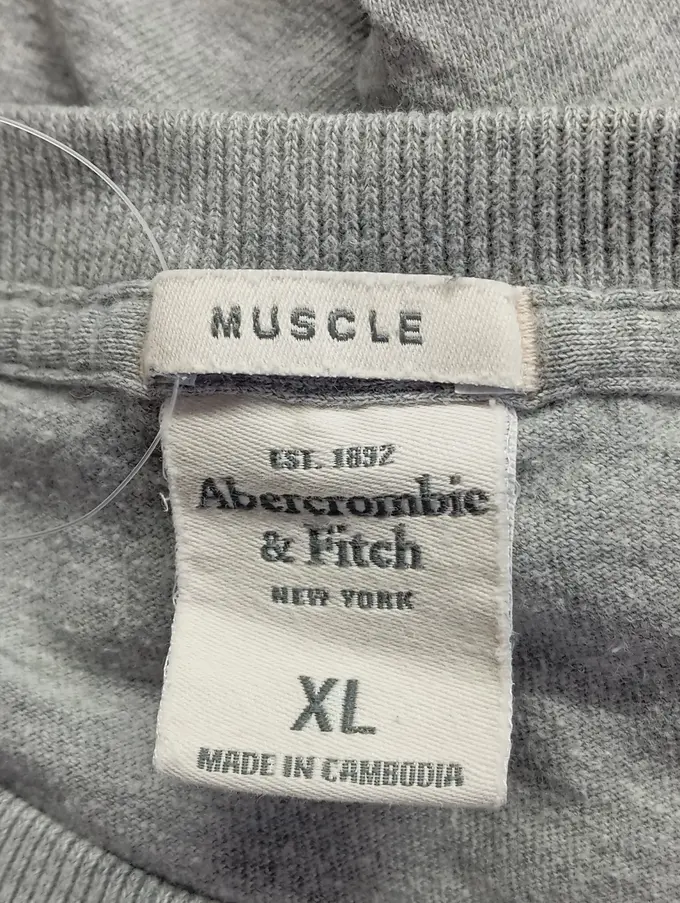 MUSCLE
EST. 1892
Abercrombie
& Fitch
NEW YORK
XL
MADE IN CAMBODIA